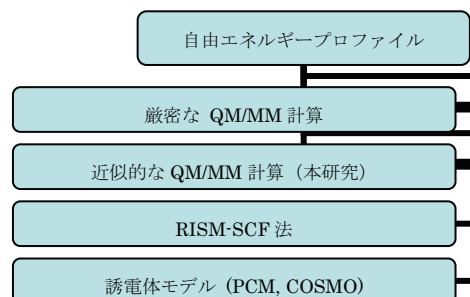 自由エネルギープロファイル
厳密な QM/MM 計算
近似的な QM/MM 計算（本研究）
RISM-SCF 法
誘電体モデル (PCM, COSMO)